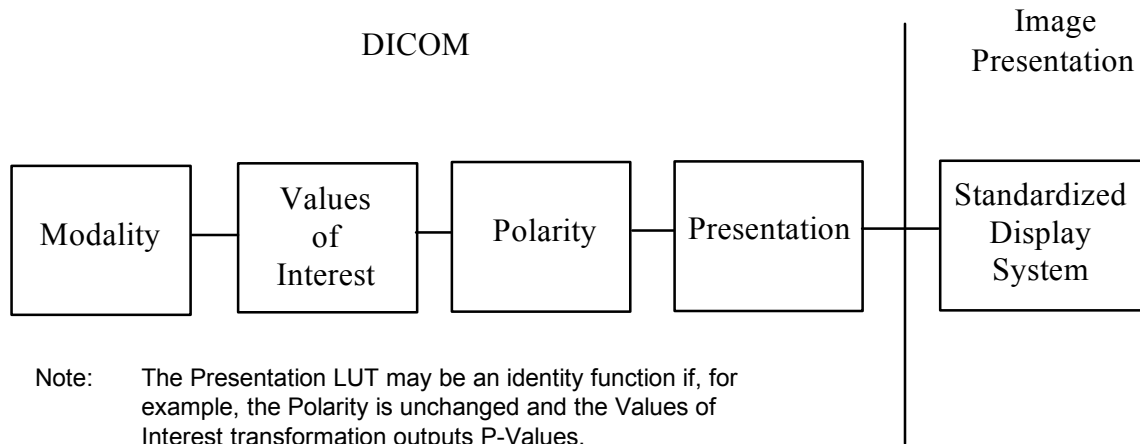 DICOM
Image
Presentation
Modality
Values
of
Interest
Polarity
Presentation
Standardized
Display
System
Note: The Presentation LUT may be an identity function if, for
example, the Polarity is unchanged and the Values of
Interest transformation outputs P-Values.